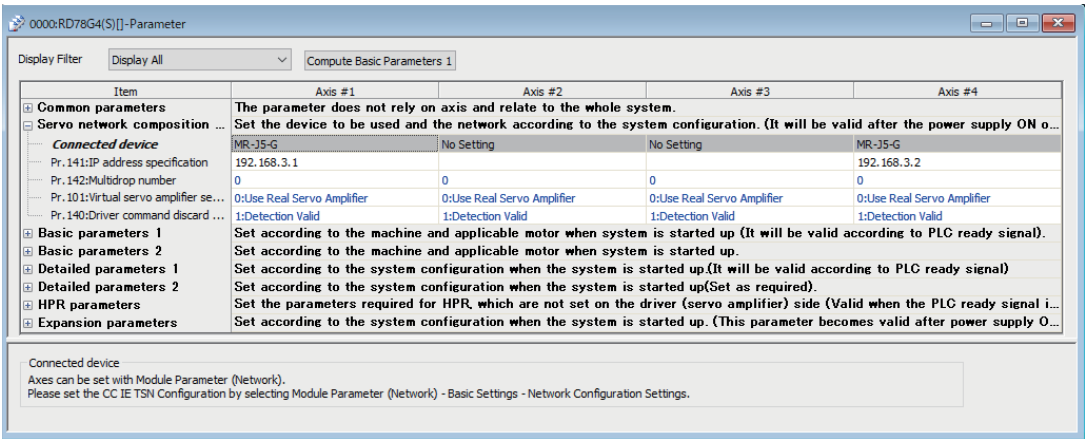 0000:RD78G4(S)[]-Parameter
Display Filter Display All Compute Basic Parameters 1
Item Axis #1 Axis #2 Axis #3 Axis #4
Common parameters The parameter does not rely on axis and relate to the whole system.
Servo network composition ... Set the device to be used and the network according to the system configuration. (It will be valid after the power supply ON o...
Connected device MR-J5-G No Setting No Setting MR-J5-G
Pr.141:IP address specification 192.168.3.1 192.168.3.2
Pr.142:Multidrop number 0 0 0 0
Pr.101:Virtual servo amplifier se... 0:Use Real Servo Amplifier 0:Use Real Servo Amplifier 0:Use Real Servo Amplifier 0:Use Real Servo Amplifier
Pr.140:Driver command discard ... 1:Detection Valid 1:Detection Valid 1:Detection Valid 1:Detection Valid
Basic parameters 1 Set according to the machine and applicable motor when system is started up (It will be valid according to PLC ready signal).
Basic parameters 2 Set according to the machine and applicable motor when system is started up.
Detailed parameters 1 Set according to the system configuration when the system is started up.(It will be valid according to PLC ready signal)
Detailed parameters 2 Set according to the system configuration when the system is started up(Set as required).
HPR parameters Set the parameters required for HPR, which are not set on the driver (servo amplifier) side (Valid when the PLC ready signal i...
Expansion parameters Set according to the system configuration when the system is started up. (This parameter becomes valid after power supply O...
Connected device
Axes can be set with Module Parameter (Network).
Please set the CC IE TSN Configuration by selecting Module Parameter (Network) - Basic Settings - Network Configuration Settings.